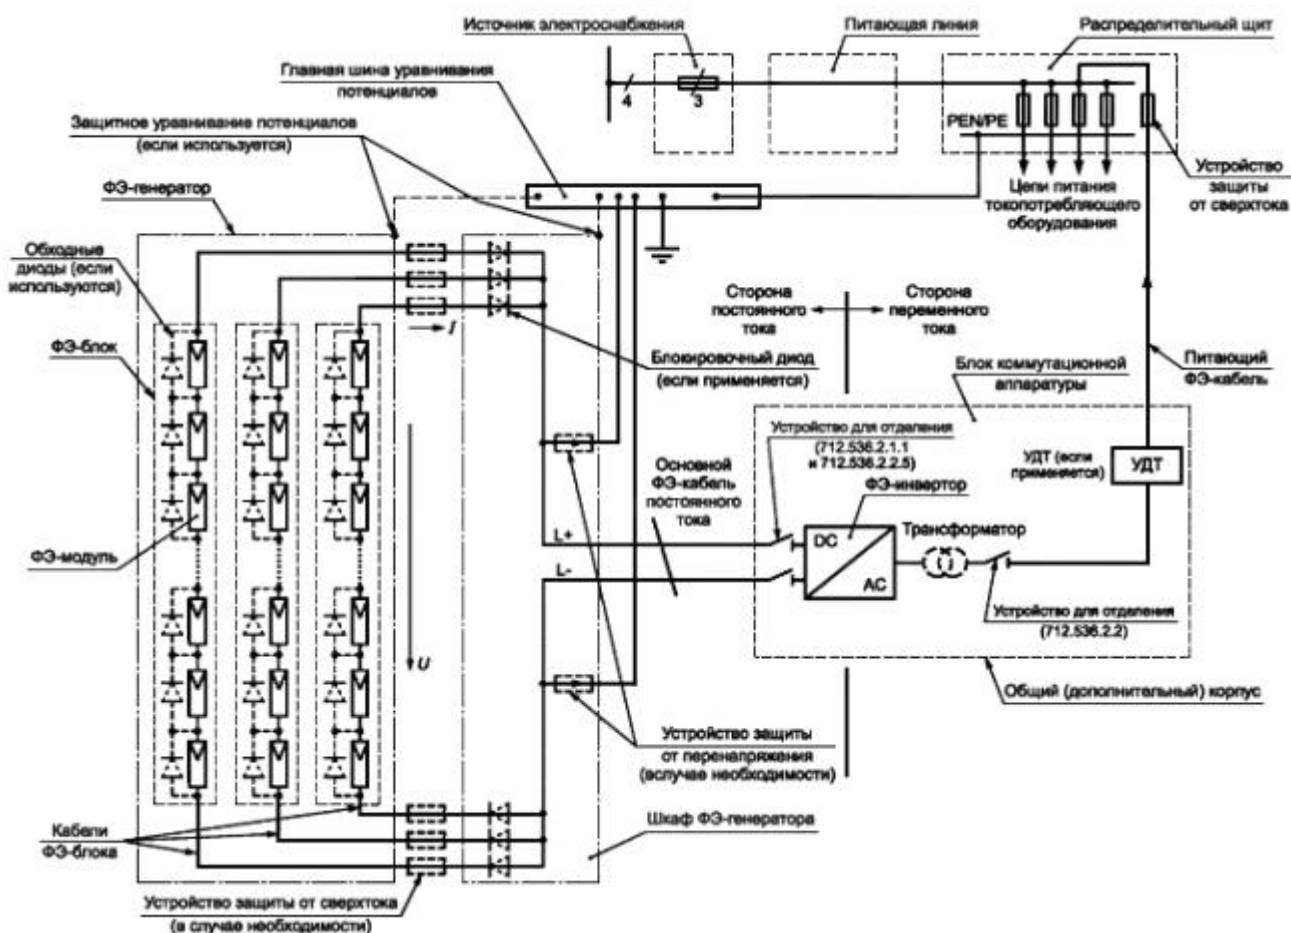 Источник электроснабжения
Питающая линия
Распределительный щит
Главная шина уравнивания
потенциалов
4
3
PEN/PE
Защитное уравнивание потенциалов
(если используется)
Устройство
защиты
от сверхтока
Цепи питания
токопотребляющего
оборудования
ФЭ-генератор
Обходные
диоды (если
используются)
Сторона
постоянного
тока
Сторона
переменного
тока
I
ФЭ-блок
Блокировочный диод
(если применяется)
Блок коммутационной
аппаратуры
Питающий
ФЭ-кабель
Устройство для отделения
(712.536.2.1.1
и 712.536.2.2.5)
УДТ (если
применяется)
УДТ
Основной
ФЭ-кабель
постоянного
тока
ФЭ-инвертор
Трансформатор
L+
DC
ФЭ-модуль
L-
AC
Устройство для отделения
(712.536.2.2)
U
Общий (дополнительный) корпус
Устройство защиты
от перенапряжения
(вслучае необходимости)
Шкаф ФЭ-генератора
Кабели
ФЭ-блока
Устройство защиты от сверхтока
(в случае необходимости)